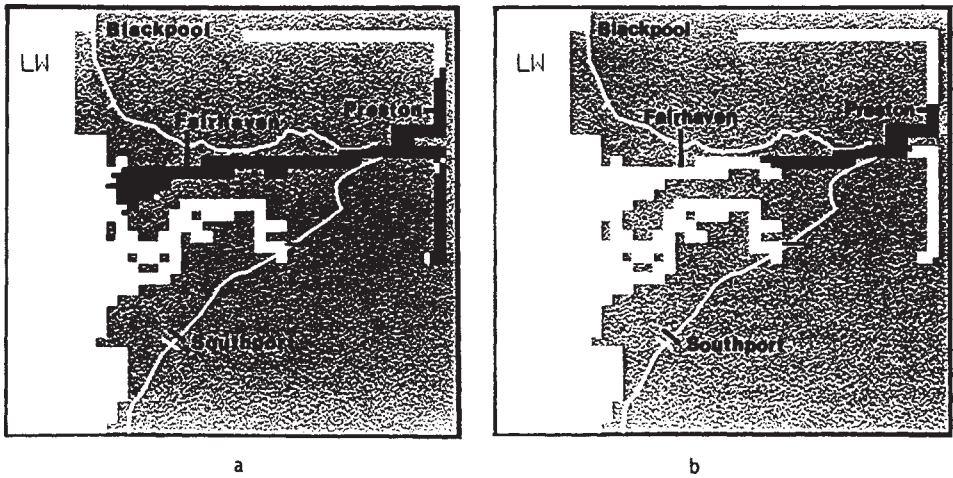 Blackpool
LW
Preston
Fairhaven
Southport
a
Blackpool
LW
Preston
Fairhaven
Southport
b